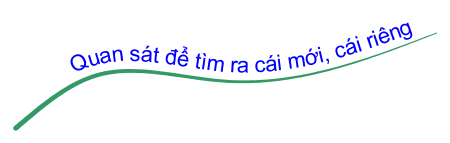 Quan sát để tìm ra cái mới, cái riêng